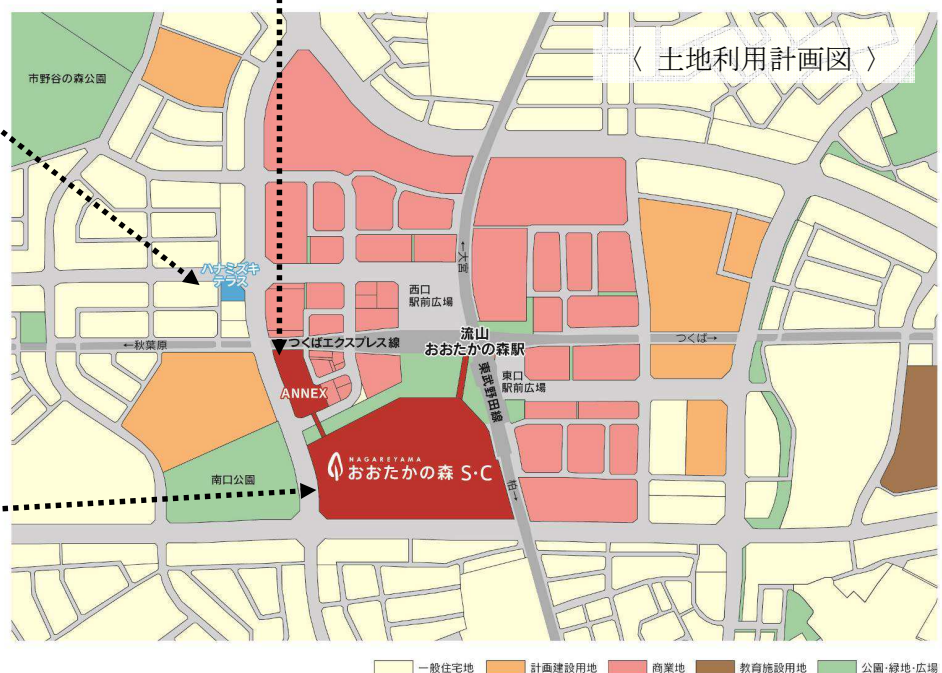 〈 土地利用計画図 〉
市野谷の森公園
ハナミズキ
テラス
←大宮
西口
駅前広場
流山
おおたかの森駅
つくばエクスプレス線
←秋葉原
つくば→
東武野田線
東口
駅前広場
ANNEX
NAGAREYAMA
おおたかの森 S・C
南口公園
柏→
一般住宅地
計画建設用地
商業地
教育施設用地
公園・緑地・広場